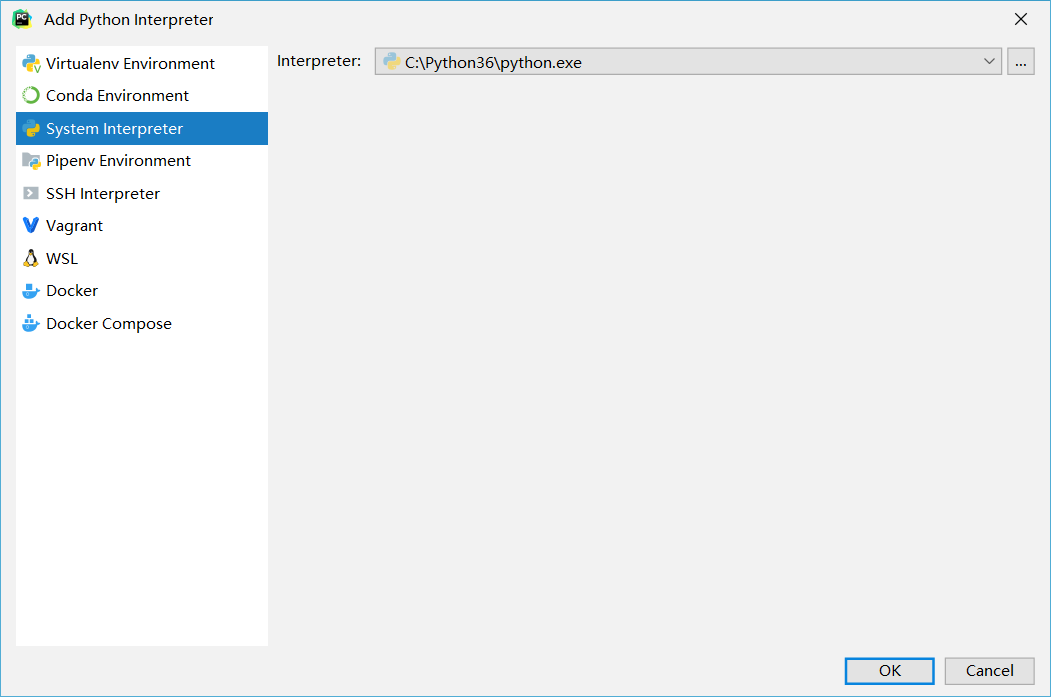 Add Python Interpreter
Virtualenv Environment
Conda Environment
System Interpreter
Pipenv Environment
SSH Interpreter
Vagrant
WSL
Docker
Docker Compose
Interpreter: C:\Python36\python.exe ...
OK Cancel